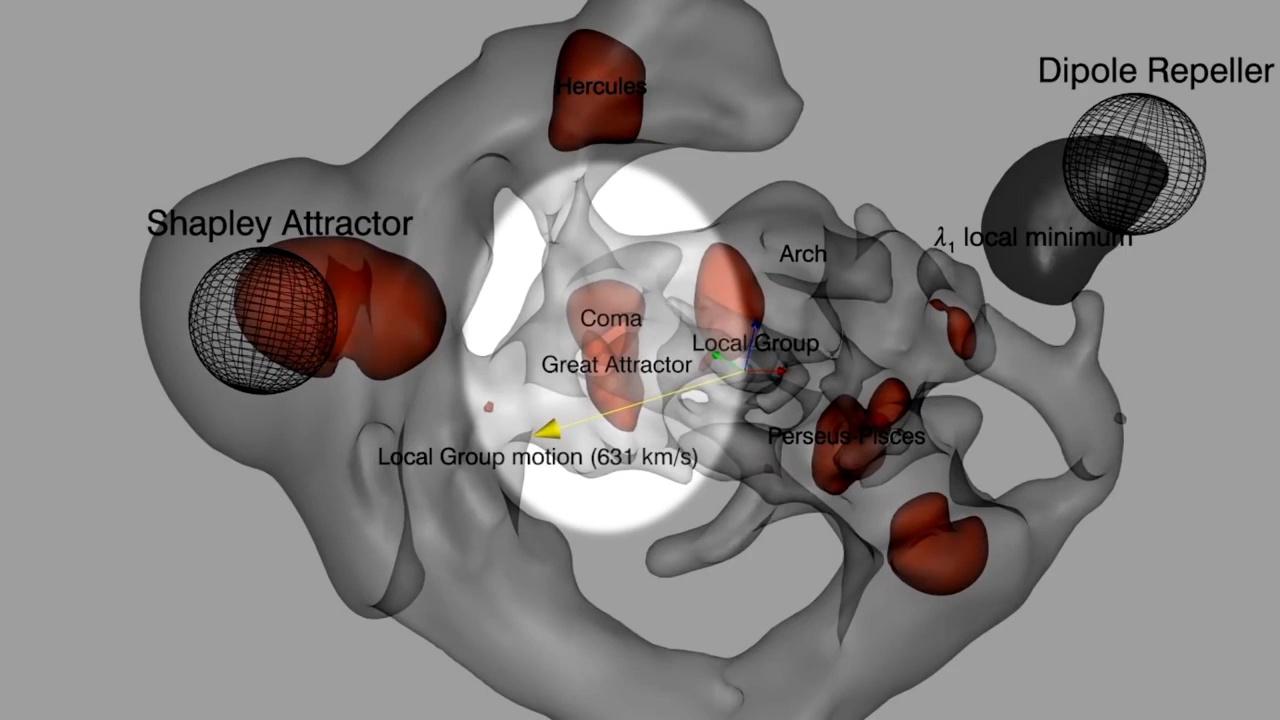 Dipole Repeller
Hercules
Shapley Attractor
λ₁ local minimum
Arch
Coma
Local Group
Great Attractor
Perseus-Pisces
Local Group motion (631 km/s)